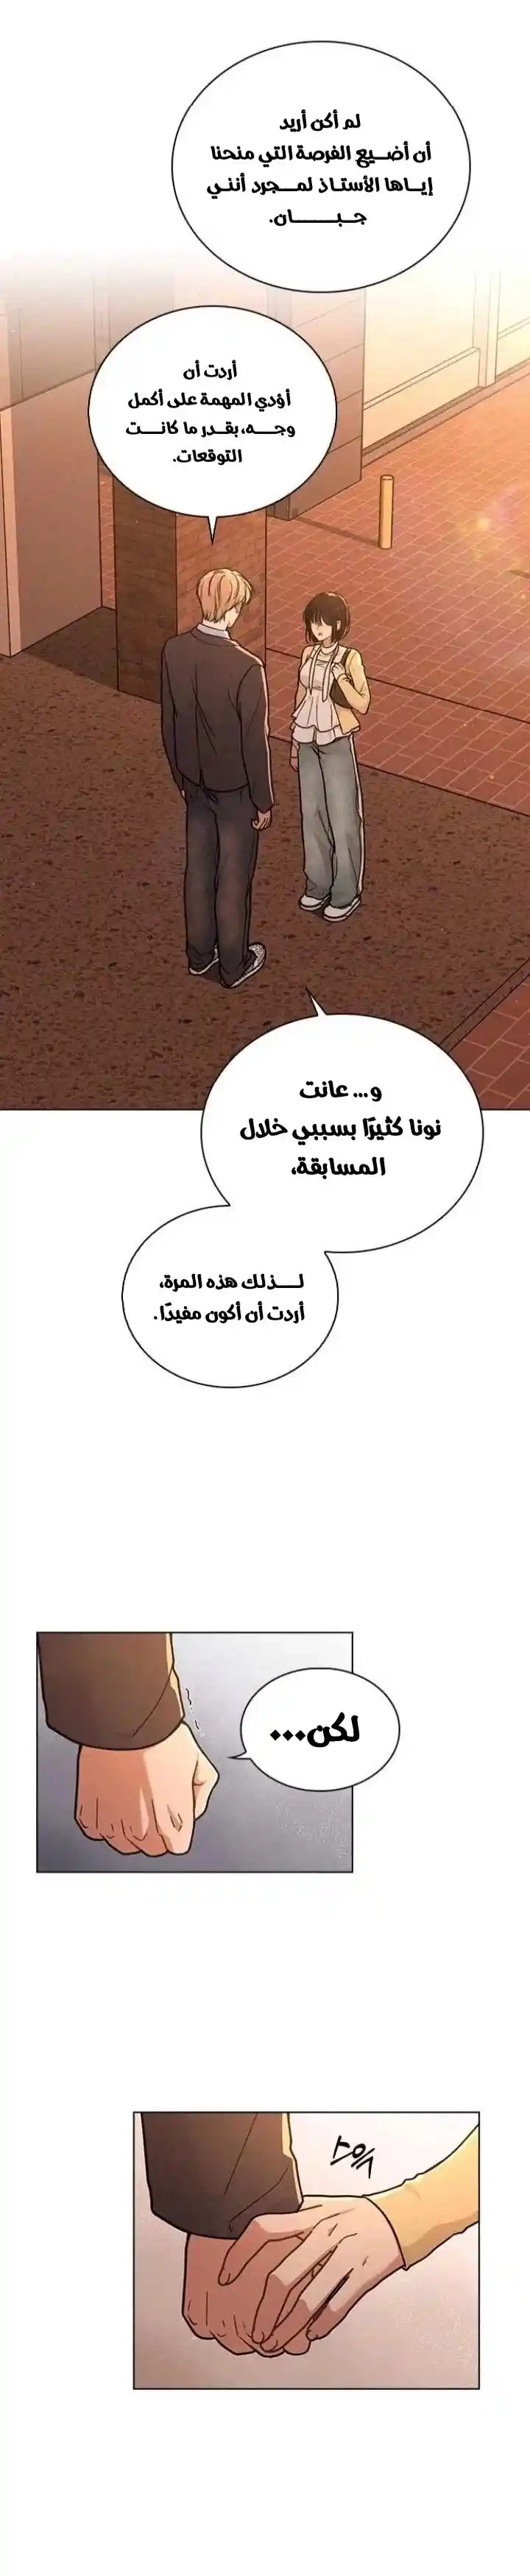 لم أكن أريد
أن أضيع الفرصة التي منحنا
إياها الأستاذ لمجرد أنني
جبان.
أردت أن
أؤدي المهمة على أكمل
وجه، بقدر ما كانت
التوقعات.
و... عانت
نونا كثيرًا بسببي خلال
المسابقة،
لذلك هذه المرة،
أردت أن أكون مفيدًا.
لكن...
스윽